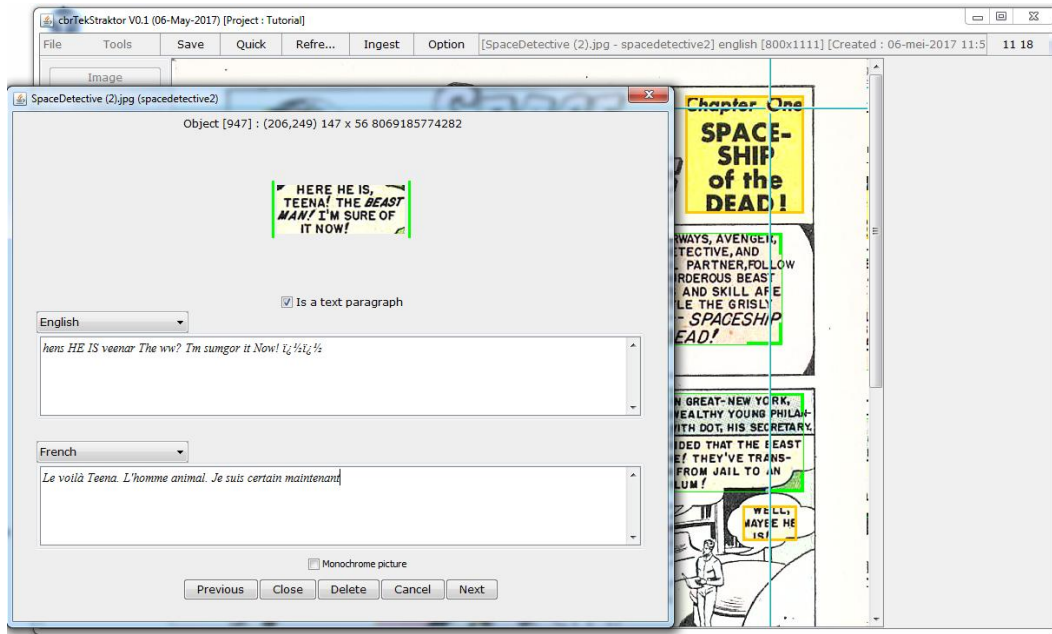 cbrTekStraktor V0.1 (06-May-2017) [Project : Tutorial]
File Tools Save Quick Refre... Ingest Option [SpaceDetective (2).jpg - spacedetective2] english [800x1111] [Created : 06-mei-2017 11:5 11 18
Image
SpaceDetective (2).jpg (spacedetective2)
Object [947] : (206,249) 147 x 56 8069185774282
HERE HE IS,
TEENA! THE BEAST
MAN! I'M SURE OF
IT NOW!
Is a text paragraph
English
hens HE IS veenar The ww? Tm sumgor it Now! ï¿½ï¿½
French
Le voilà Teena. L'homme animal. Je suis certain maintenant
Monochrome picture
Previous Close Delete Cancel Next
Chapter One
SPACE-
SHIP
of the
DEAD!
RWAYS, AVENGER,
TECTIVE, AND
PARTNER, FOLLOW
RDEROUS BEAST
AND SKILL ARE
LE THE GRISLY
- SPACESHIP
EAD!
N GREAT-NEW YORK,
WEALTHY YOUNG PHILAN-
WITH DOT, HIS SECRETARY.
DED THAT THE BEAST
E! THEY'VE TRANS-
FROM JAIL TO AN
LUM!
WELL,
MAYBE HE
IS!